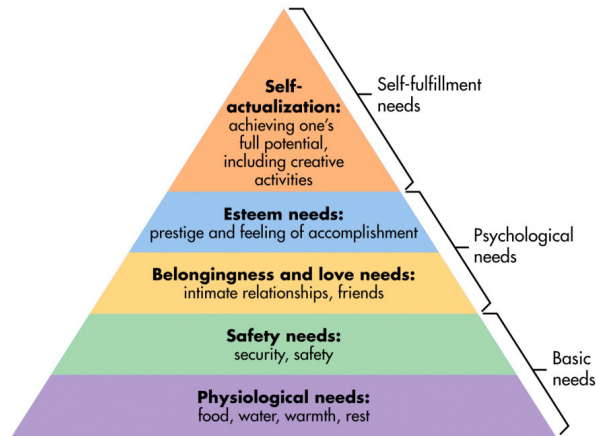 Self-
actualization:
achieving one's
full potential,
including creative
activities
Self-fulfillment
needs
Esteem needs:
prestige and feeling of accomplishment
Psychological
needs
Belongingness and love needs:
intimate relationships, friends
Safety needs:
security, safety
Basic
needs
Physiological needs:
food, water, warmth, rest